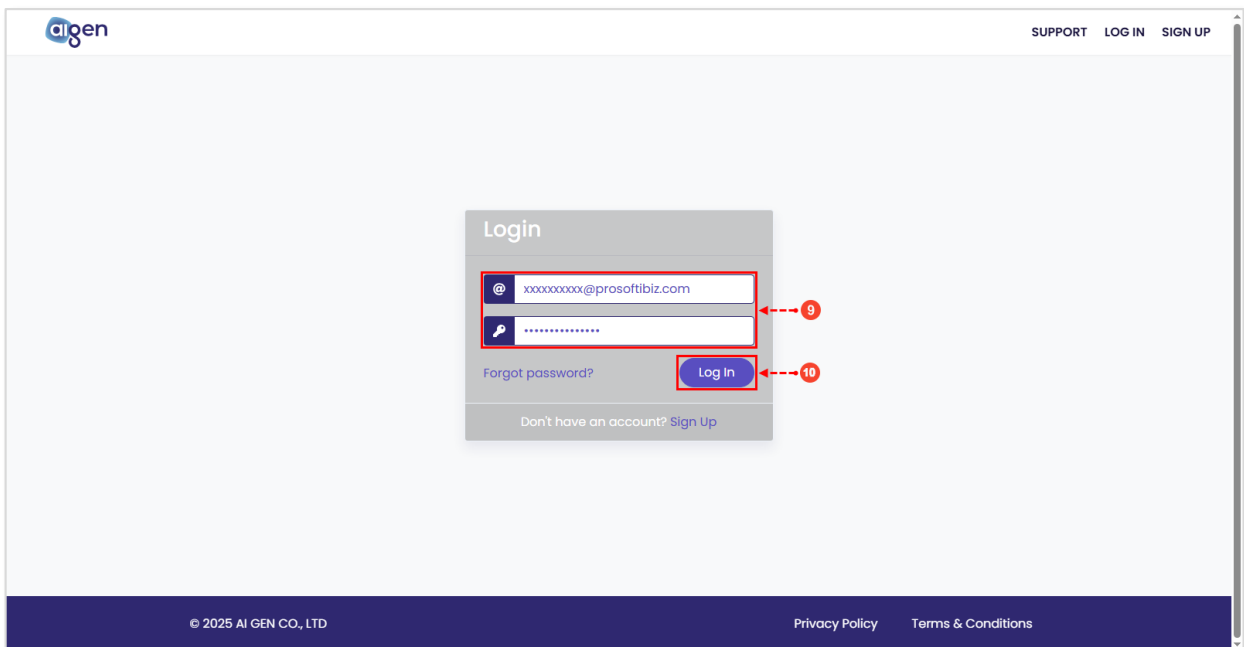 aigen
SUPPORT LOG IN SIGN UP
Login
@ xxxxxxxxxx@prosoftibiz.com
9
•••••••••••••••
Forgot password? Log In
10
Don't have an account? Sign Up
© 2025 AI GEN CO., LTD Privacy Policy Terms & Conditions